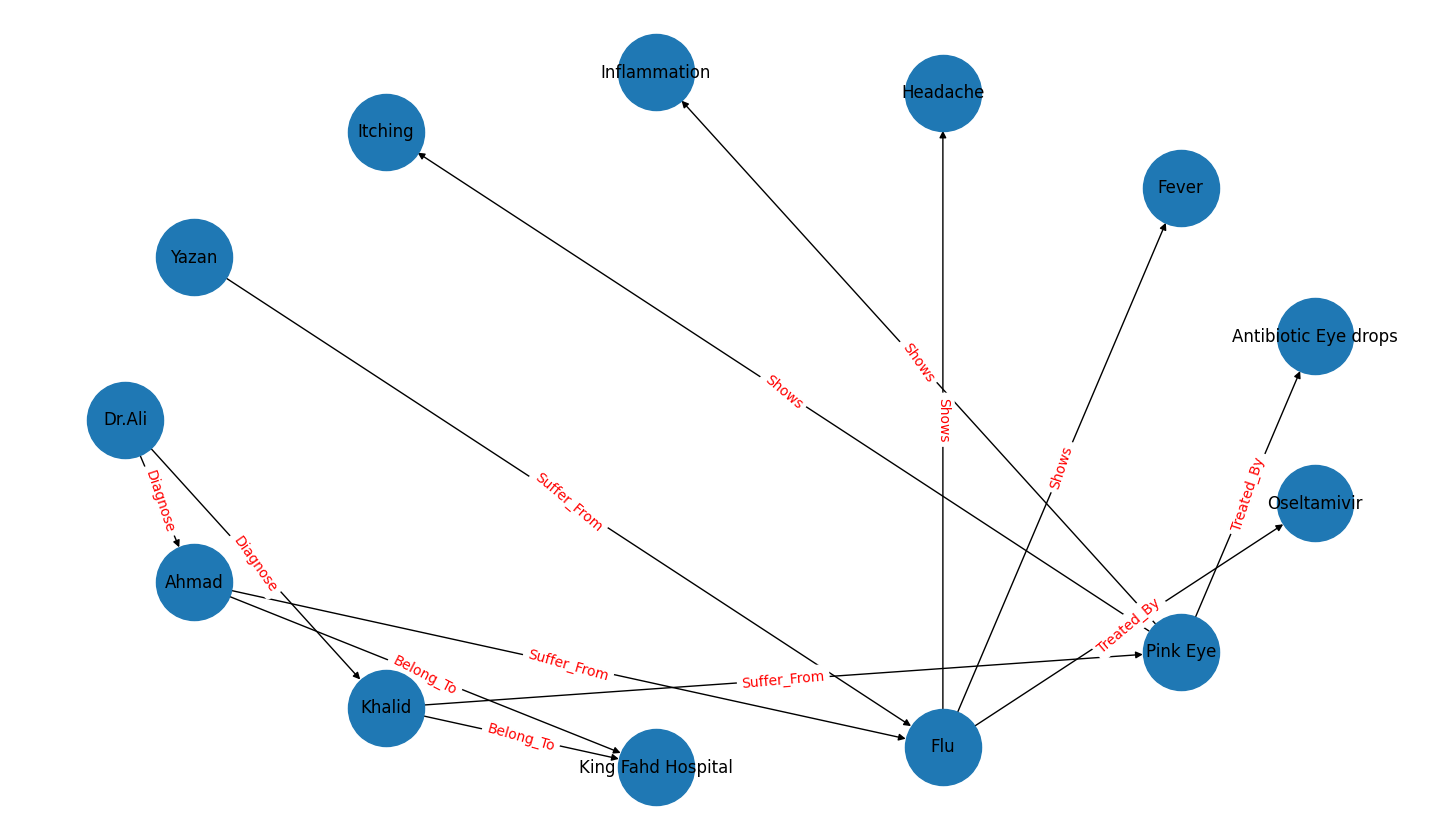 Inflammation
Headache
Itching
Fever
Yazan
Antibiotic Eye drops
Shows
Shows
Shows
Dr.Ali
Shows
Suffer_From
Treated_By
Diagnose
Oseltamivir
Diagnose
Ahmad
Treated_By
Pink Eye
Suffer_From
Belong_To
Suffer_From
Khalid
Belong_To
Flu
King Fahd Hospital